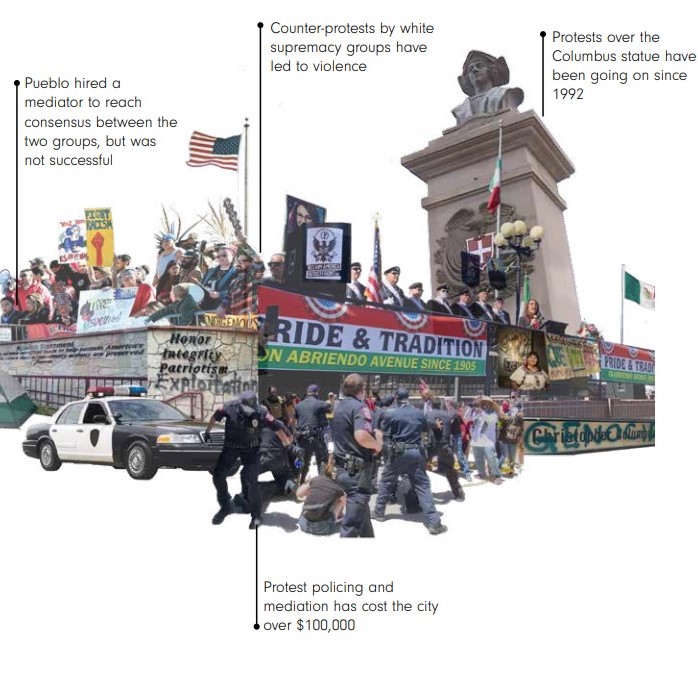 Counter-protests by white
supremacy groups have
led to violence
Protests over the
Columbus statue have
been going on since
1992
Pueblo hired a
mediator to reach
consensus between the
two groups, but was
not successful
FIGHT
RACISM
RIDE & TRADITION
ON ABRIENDO AVENUE SINCE 1905
PRIDE & TRADI
Honor
Integrity
Patriotism
Exploitation
INDIGENOUS
Protest policing and
mediation has cost the city
over $100,000